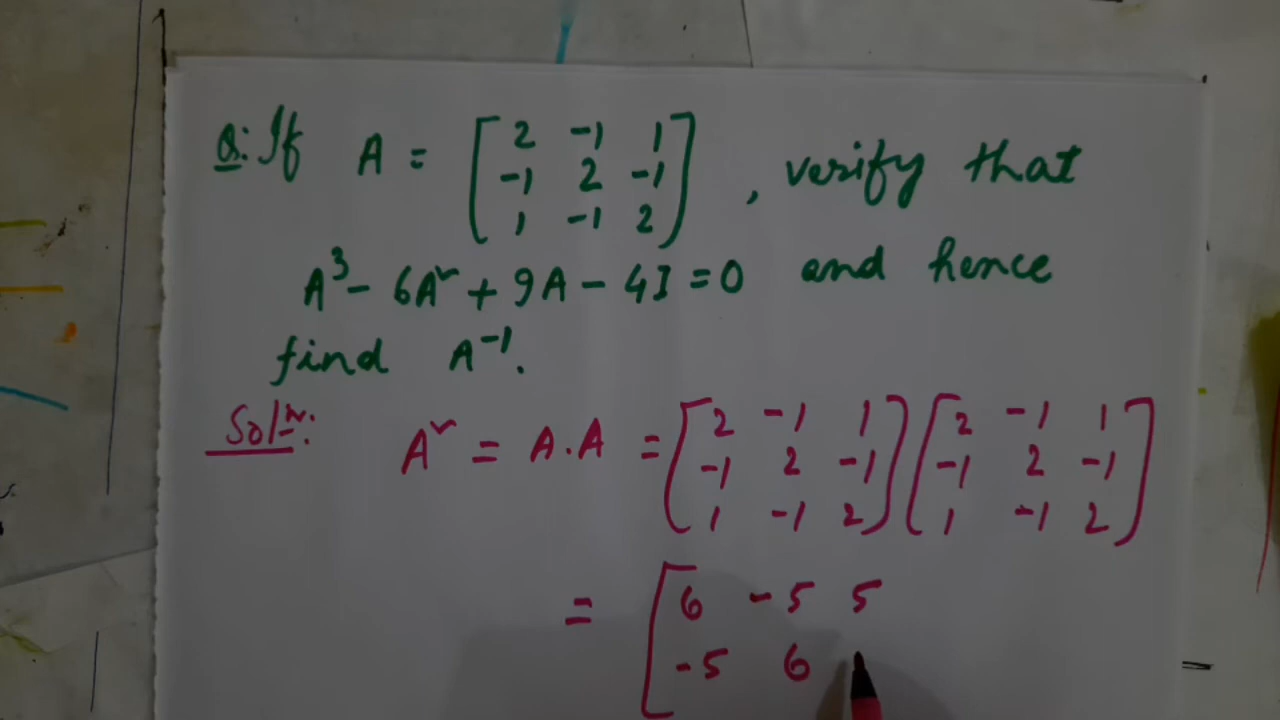 Q: If A = [ 2 -1 1
-1 2 -1
1 -1 2 ] , verify that
A³ - 6A² + 9A - 4I = 0 and hence
find A⁻¹.
Solⁿ: A² = A.A = [ 2 -1 1 ] [ 2 -1 1 ]
-1 2 -1 -1 2 -1
1 -1 2 1 -1 2
= [ 6 -5 5
-5 6